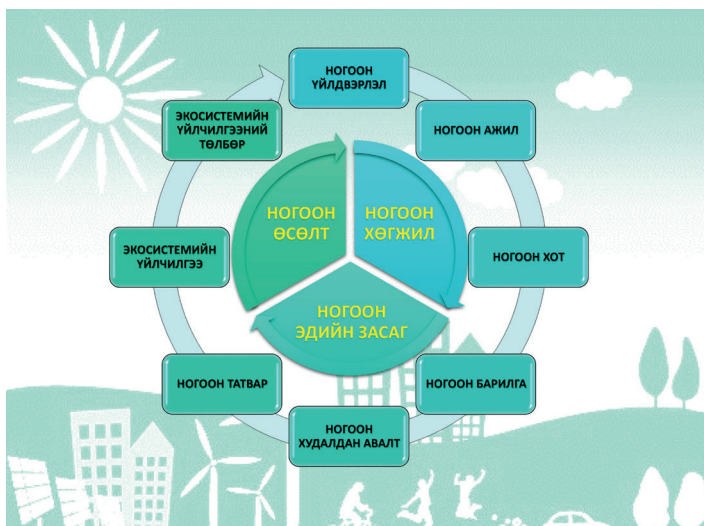 НОГООН
ҮЙЛДВЭРЛЭЛ
НОГООН АЖИЛ
НОГООН ХОТ
НОГООН БАРИЛГА
НОГООН
ХУДАЛДАН АВАЛТ
НОГООН ТАТВАР
ЭКОСИСТЕМИЙН
ҮЙЛЧИЛГЭЭ
ЭКОСИСТЕМИЙН
ҮЙЛЧИЛГЭЭНИЙ
ТӨЛБӨР
НОГООН
ӨСӨЛТ
НОГООН
ХӨГЖИЛ
НОГООН
ЭДИЙН ЗАСАГ